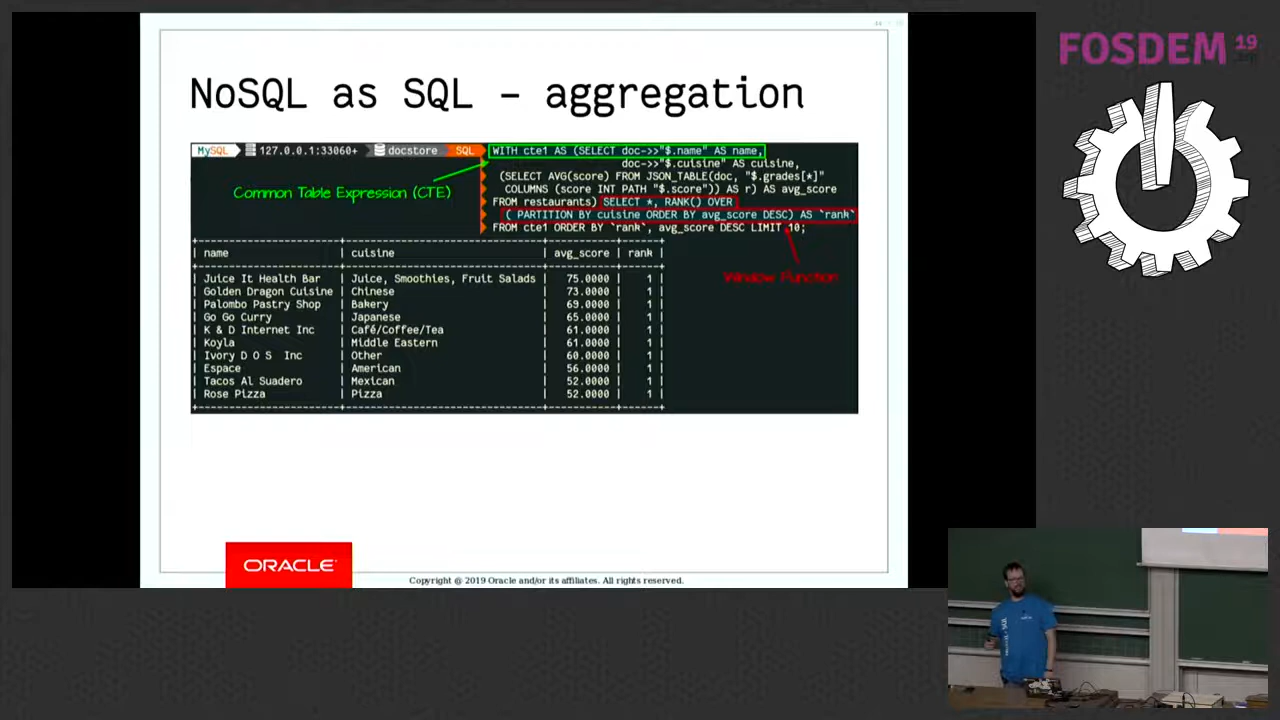 FOSDEM 19
NoSQL as SQL – aggregation
MySQL 127.0.0.1:33060+ docstore SQL WITH cte1 AS (SELECT doc->>"$.name" AS name,
doc->>"$.cuisine" AS cuisine,
Common Table Expression (CTE) (SELECT AVG(score) FROM JSON_TABLE(doc, "$.grades[*]"
COLUMNS (score INT PATH "$.score")) AS r) AS avg_score
FROM restaurants) SELECT *, RANK() OVER
( PARTITION BY cuisine ORDER BY avg_score DESC) AS `rank`
FROM cte1 ORDER BY `rank`, avg_score DESC LIMIT 10;
Window Function
| name | cuisine | avg_score | rank |
| Juice It Health Bar | Juice, Smoothies, Fruit Salads | 75.0000 | 1 |
| Golden Dragon Cuisine | Chinese | 73.0000 | 1 |
| Palombo Pastry Shop | Bakery | 69.0000 | 1 |
| Go Go Curry | Japanese | 65.0000 | 1 |
| K & D Internet Inc | Café/Coffee/Tea | 61.0000 | 1 |
| Koyla | Middle Eastern | 61.0000 | 1 |
| Ivory D O S  Inc | Other | 60.0000 | 1 |
| Espace | American | 56.0000 | 1 |
| Tacos Al Suadero | Mexican | 52.0000 | 1 |
| Rose Pizza | Pizza | 52.0000 | 1 |
ORACLE
Copyright @ 2019 Oracle and/or its affiliates. All rights reserved.